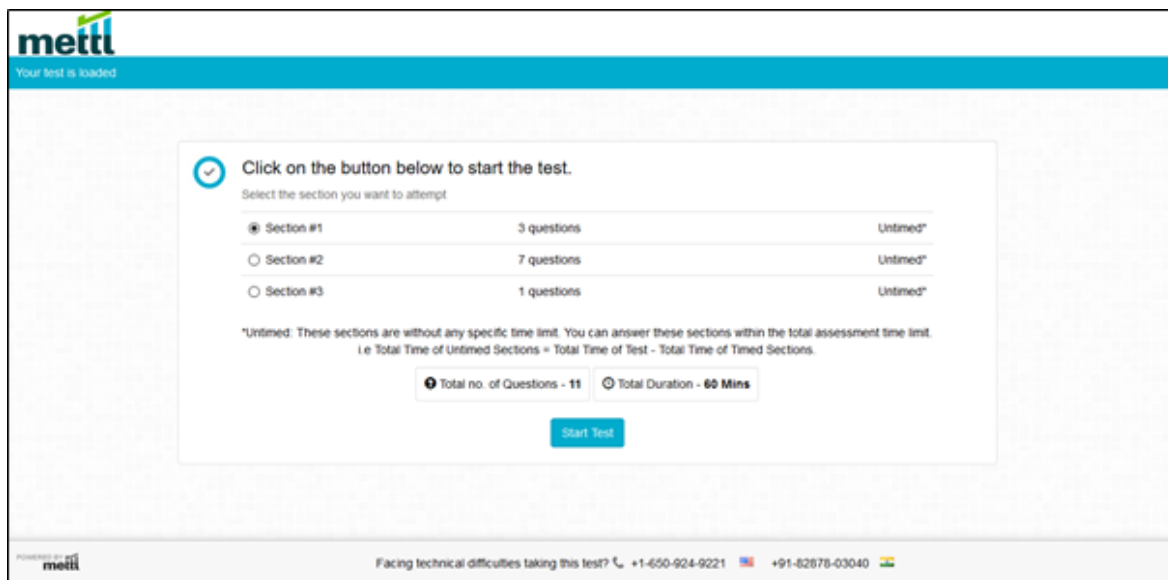 mettl
Your test is loaded
Click on the button below to start the test.
Select the section you want to attempt
Section #1 3 questions Untimed*
Section #2 7 questions Untimed*
Section #3 1 questions Untimed*
*Untimed: These sections are without any specific time limit. You can answer these sections within the total assessment time limit.
i.e Total Time of Untimed Sections = Total Time of Test - Total Time of Timed Sections.
Total no. of Questions - 11 Total Duration - 60 Mins
Start Test
POWERED BY mettl Facing technical difficulties taking this test? +1-650-924-9221 +91-82878-03040